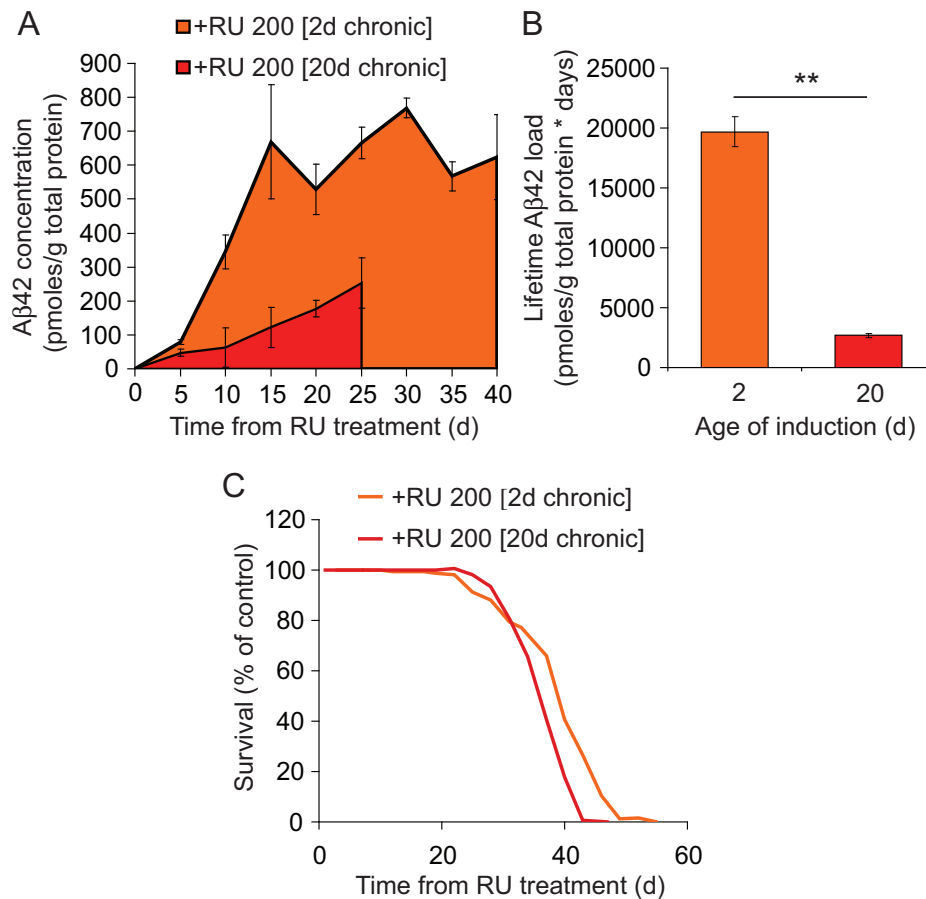 A
+RU 200 [2d chronic]
+RU 200 [20d chronic]
Aβ42 concentration
(pmoles/g total protein)
900
800
700
600
500
400
300
200
100
0
0 5 10 15 20 25 30 35 40
Time from RU treatment (d)
B
Lifetime Aβ42 load
(pmoles/g total protein * days)
25000
20000
15000
10000
5000
0
**
2 20
Age of induction (d)
C
+RU 200 [2d chronic]
+RU 200 [20d chronic]
Survival (% of control)
120
100
80
60
40
20
0
0 20 40 60
Time from RU treatment (d)